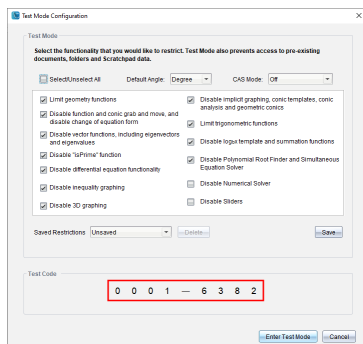 Test Mode Configuration
Test Mode
Select the functionality that you would like to restrict. Test Mode also prevents access to pre-existing
documents, folders and Scratchpad data.
Select/Unselect All Default Angle: Degree CAS Mode: Off
Limit geometry functions
Disable function and conic grab and move, and
disable change of equation form
Disable vector functions, including eigenvectors
and eigenvalues
Disable "isPrime" function
Disable differential equation functionality
Disable inequality graphing
Disable 3D graphing
Disable implicit graphing, conic templates, conic
analysis and geometric conics
Limit trigonometric functions
Disable logbx template and summation functions
Disable Polynomial Root Finder and Simultaneous
Equation Solver
Disable Numerical Solver
Disable Sliders
Saved Restrictions Unsaved Delete Save
Test Code
0 0 0 1 — 6 3 8 2
Enter Test Mode Cancel